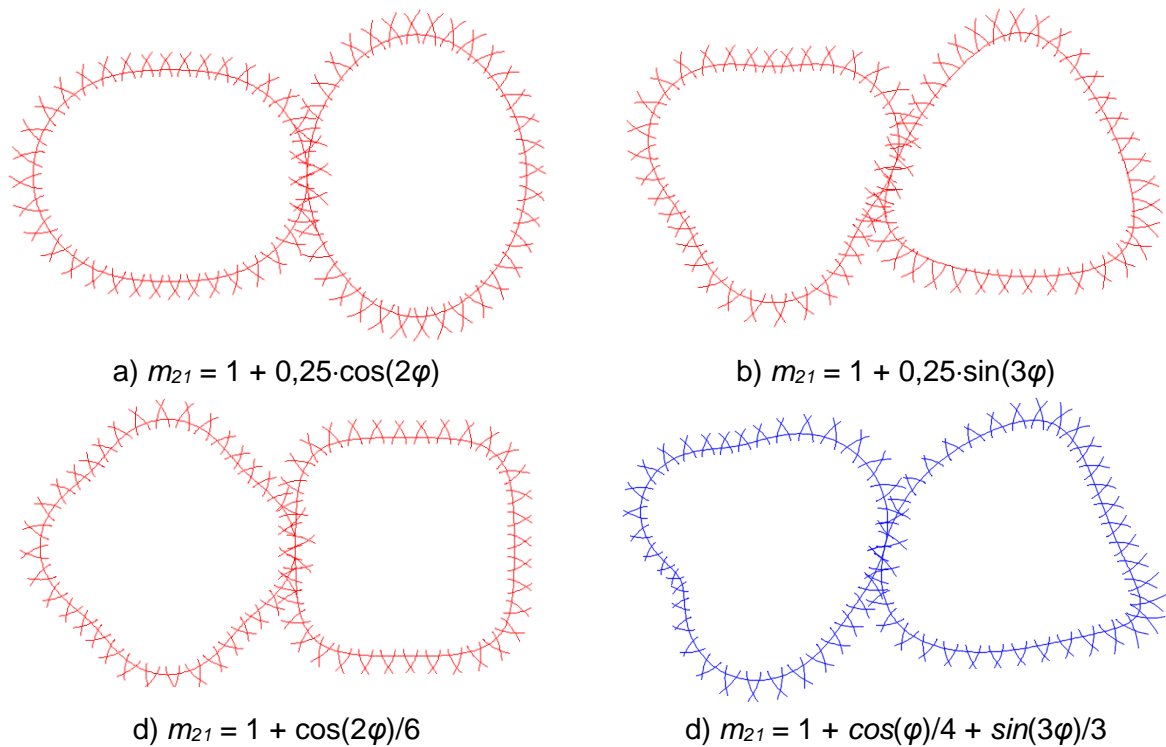 a) m21 = 1 + 0,25·cos(2φ)
b) m21 = 1 + 0,25·sin(3φ)
d) m21 = 1 + cos(2φ)/6
d) m21 = 1 + cos(φ)/4 + sin(3φ)/3